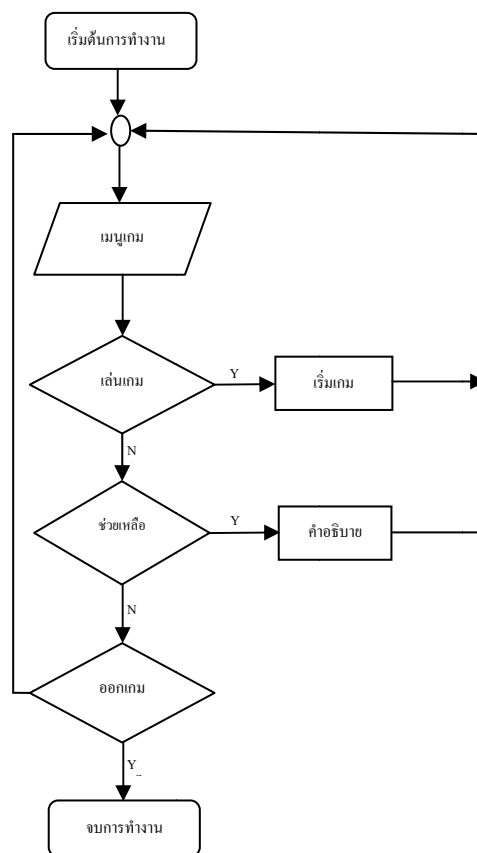 เริ่มต้นการทำงาน
เมนูเกม
เล่นเกม
Y
เริ่มเกม
N
ช่วยเหลือ
Y
คำอธิบาย
N
ออกเกม
Y
จบการทำงาน